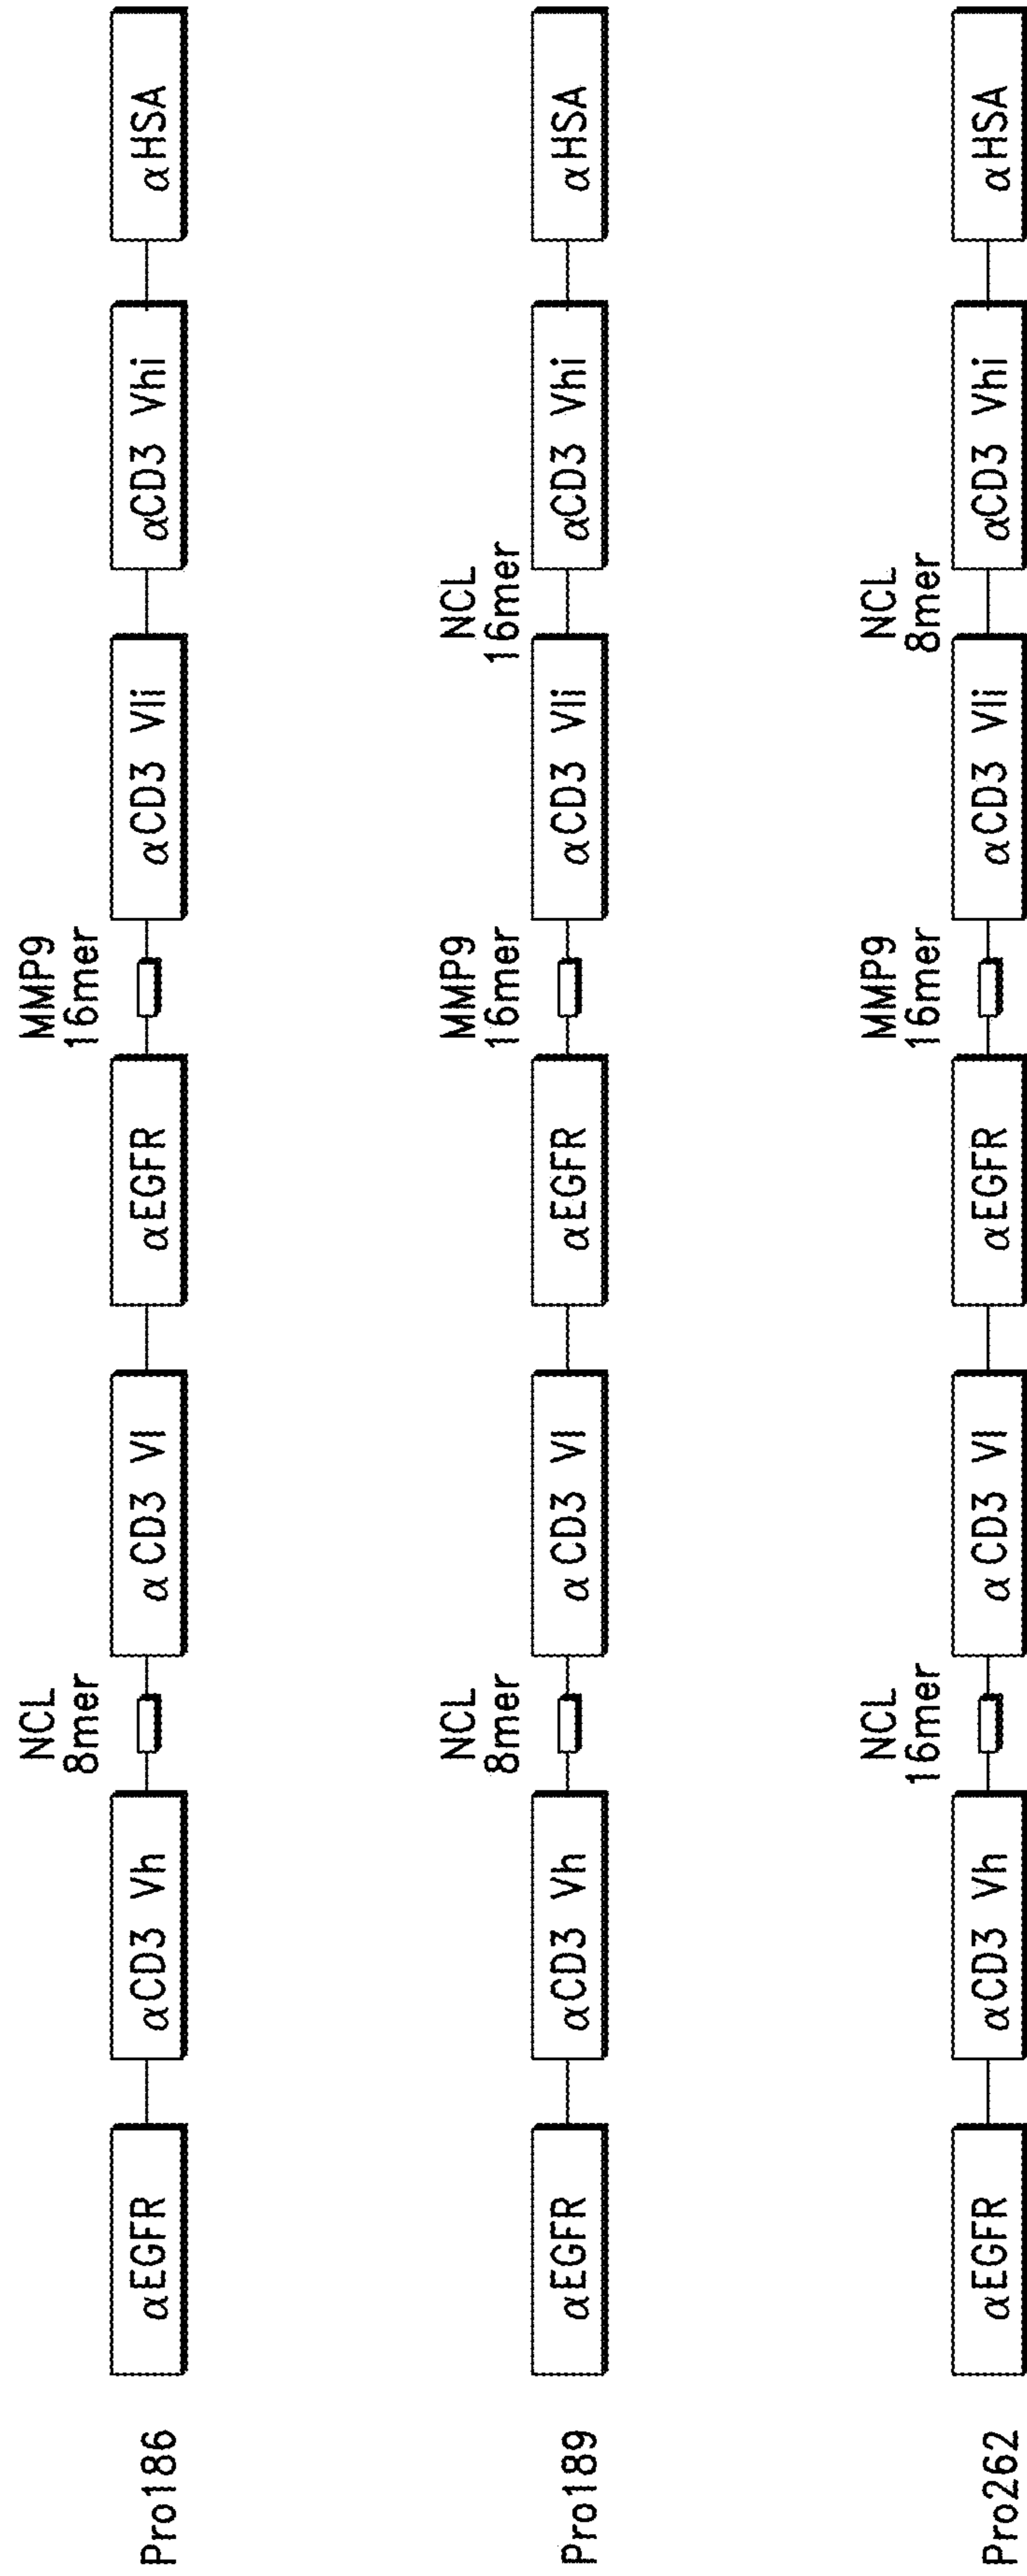 NCL
8mer
MMP9
16mer
Pro186
αEGFR
αCD3 Vh
αCD3 Vl
αEGFR
αCD3 Vli
αCD3 Vhi
αHSA
NCL
8mer
MMP9
16mer
NCL
16mer
Pro189
αEGFR
αCD3 Vh
αCD3 Vl
αEGFR
αCD3 Vli
αCD3 Vhi
αHSA
NCL
16mer
MMP9
16mer
NCL
8mer
Pro262
αEGFR
αCD3 Vh
αCD3 Vl
αEGFR
αCD3 Vli
αCD3 Vhi
αHSA